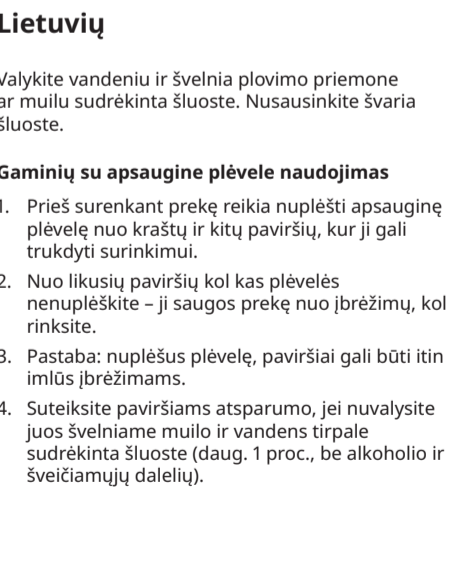 Lietuvių
Valykite vandeniu ir švelnia plovimo priemone
ar muilu sudrėkinta šluoste. Nusausinkite švaria
šluoste.
Gaminių su apsaugine plėvele naudojimas
1. Prieš surenkant prekę reikia nuplėšti apsauginę
plėvelę nuo kraštų ir kitų paviršių, kur ji gali
trukdyti surinkimui.
2. Nuo likusių paviršių kol kas plėvelės
nenuplėškite – ji saugos prekę nuo įbrėžimų, kol
rinksite.
3. Pastaba: nuplėšus plėvelę, paviršiai gali būti itin
imlūs įbrėžimams.
4. Suteiksite paviršiams atsparumo, jei nuvalysite
juos švelniame muilo ir vandens tirpale
sudrėkinta šluoste (daug. 1 proc., be alkoholio ir
šveičiamųjų dalelių).